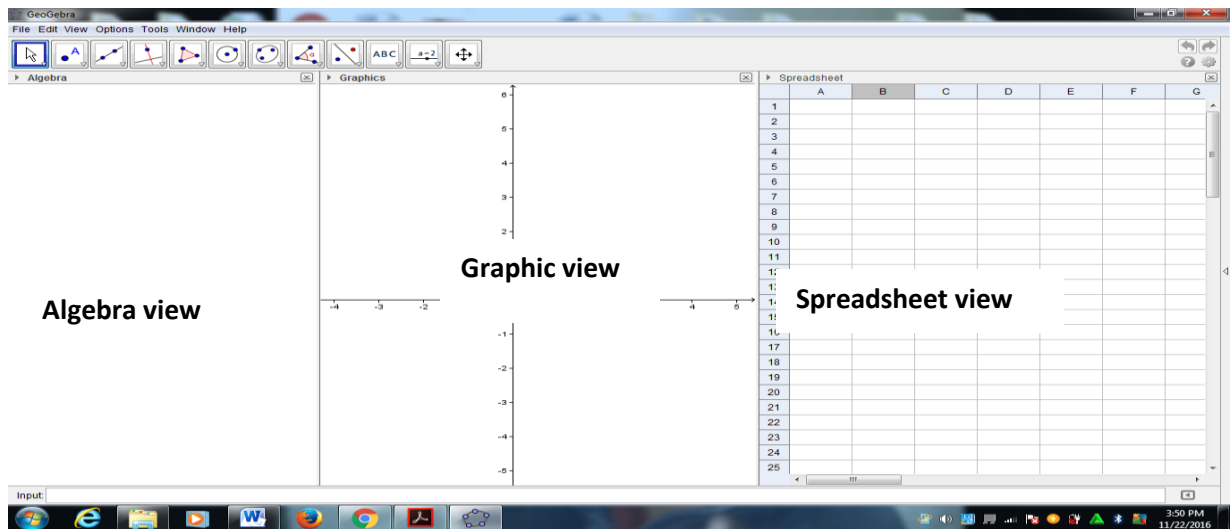 GeoGebra
File Edit View Options Tools Window Help
A
α
ABC
a=2
Algebra
Graphics
Spreadsheet
A B C D E F G
6
5
4
3
2
-1
-2
-3
-4
-5
-4 -3 -2 4 5
1
2
3
4
5
6
7
8
9
10
11
16
17
18
19
20
21
22
23
24
25
Algebra view
Graphic view
Spreadsheet view
Input:
W
3:50 PM
11/22/2016